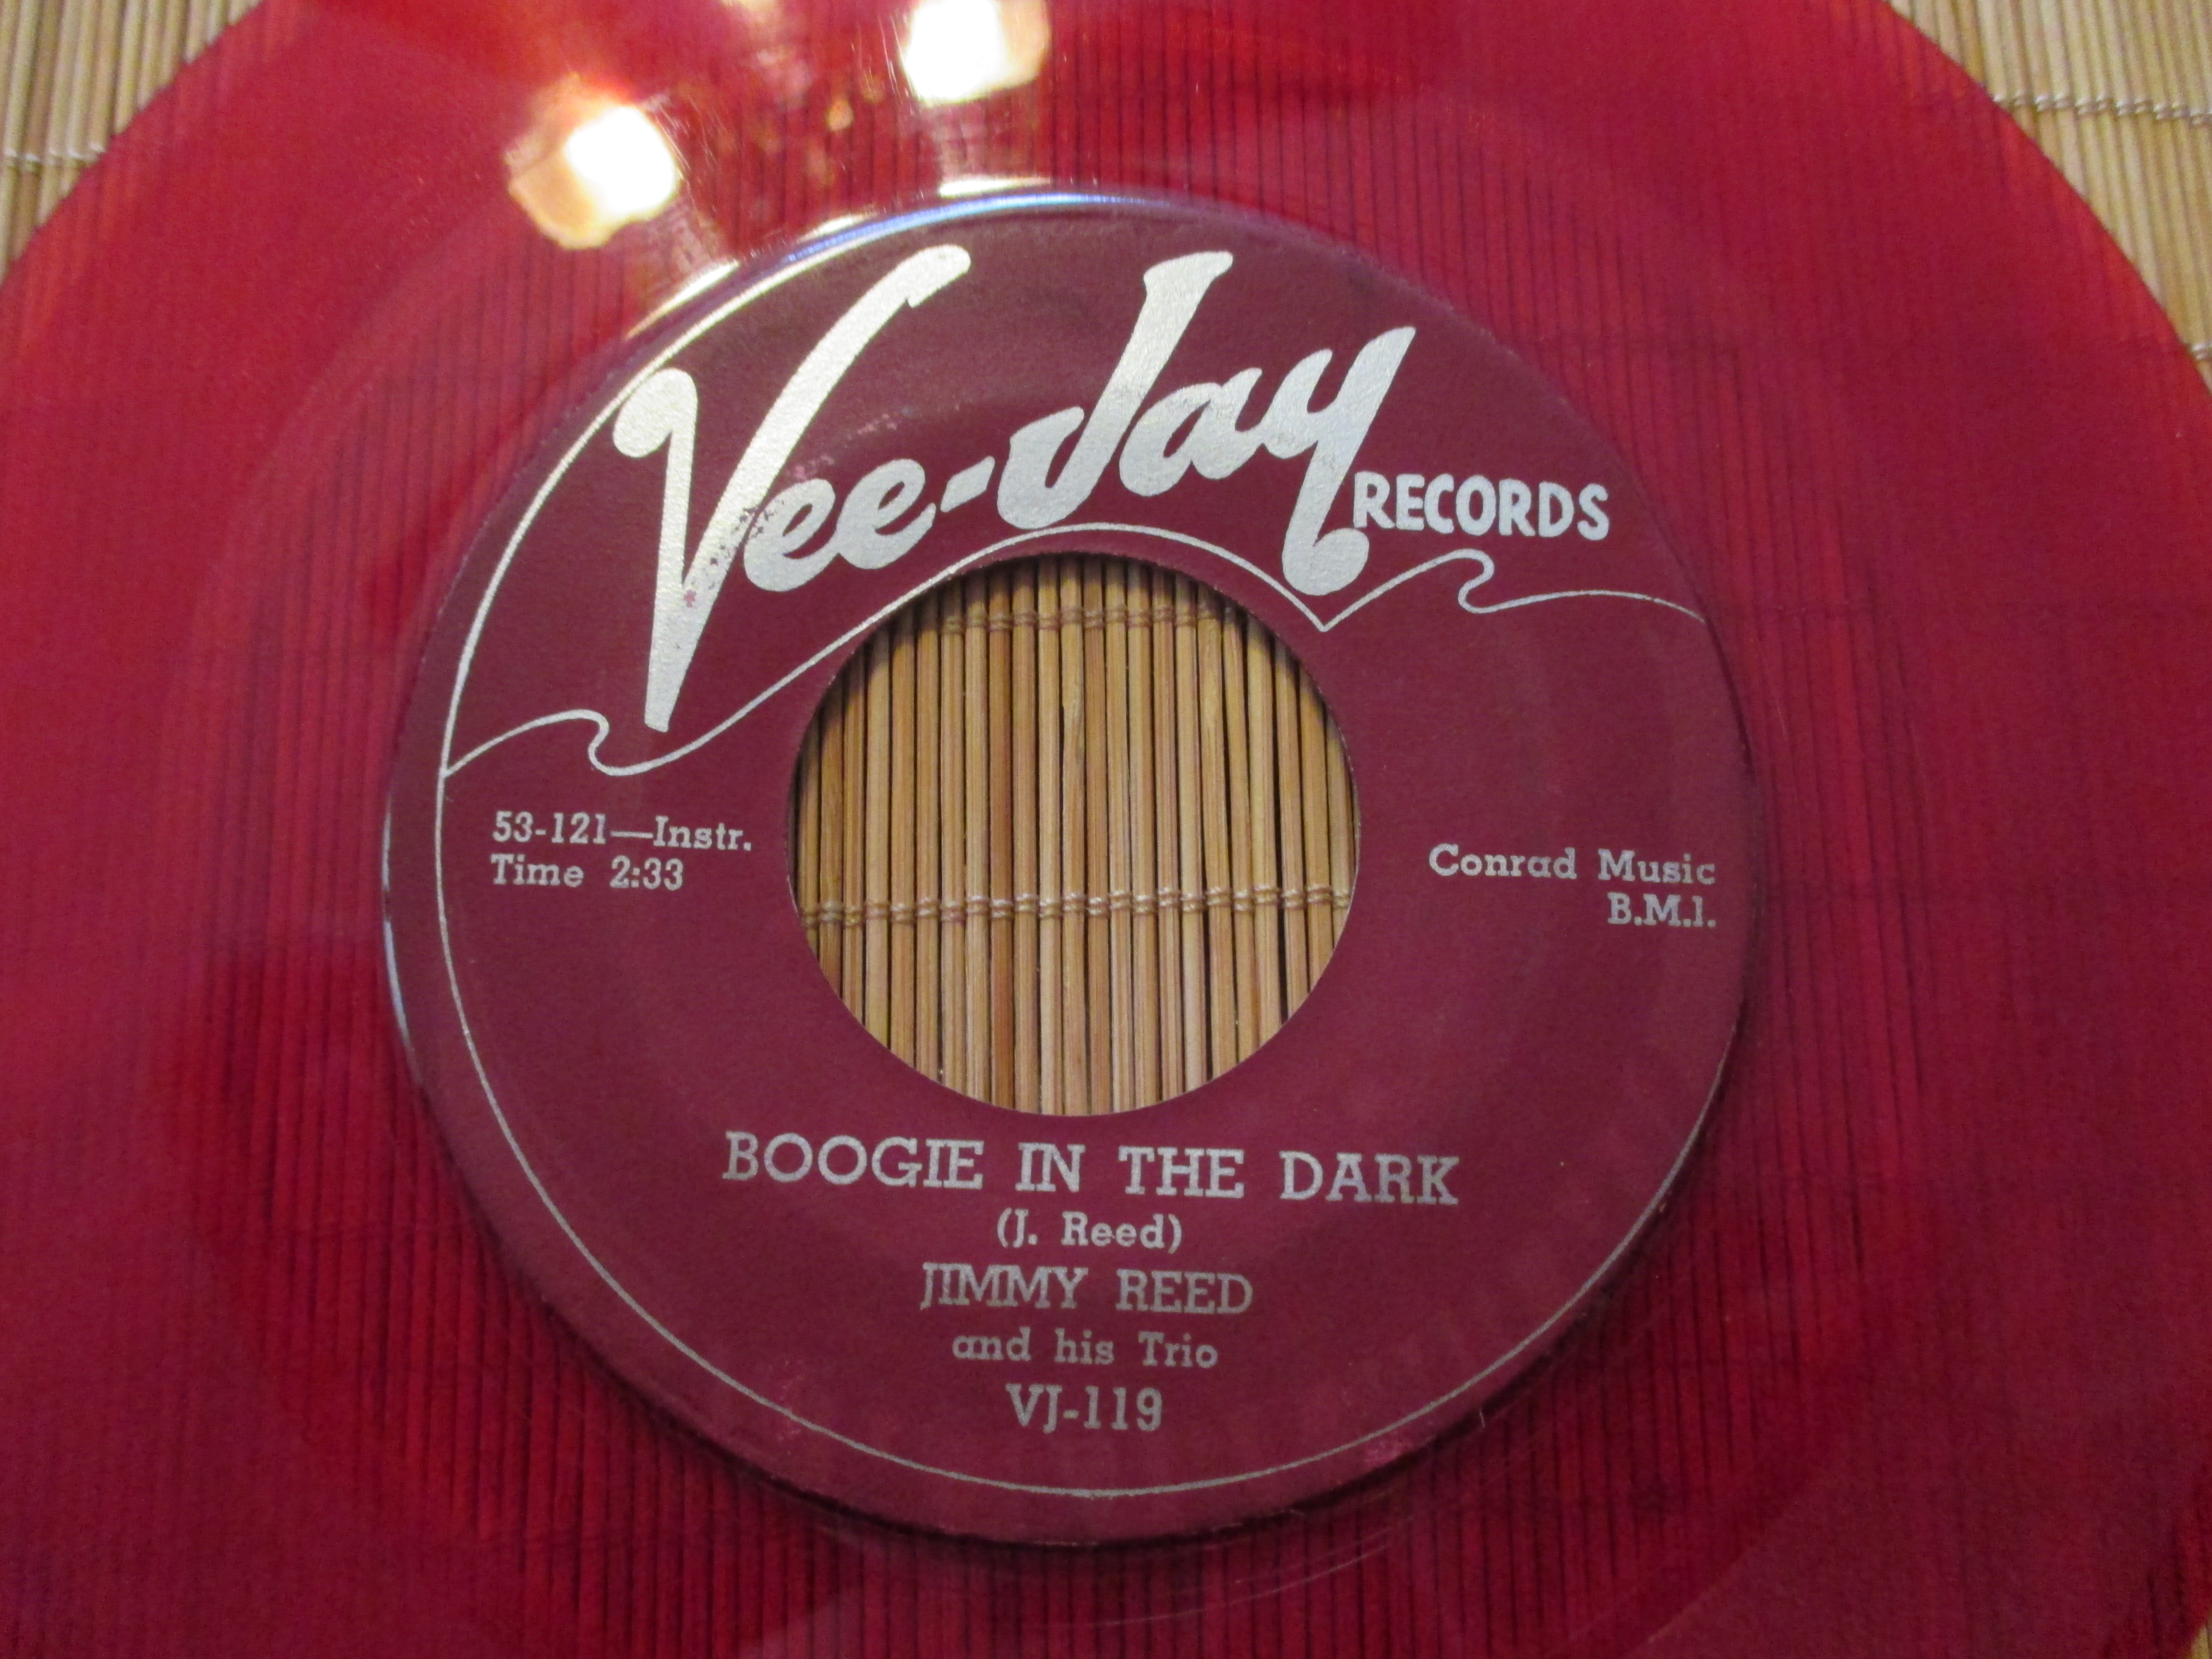 Vee-Jay RECORDS
53-121—Instr.
Time 2:33
Conrad Music
B.M.I.
BOOGIE IN THE DARK
(J. Reed)
JIMMY REED
and his Trio
VJ-119